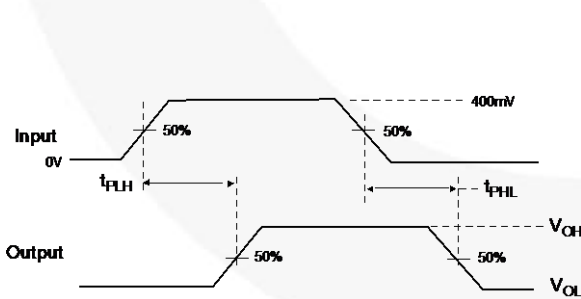 400mV
Input
50%
50%
0V
tPLH
tPHL
VOH
Output
50%
50%
VOL